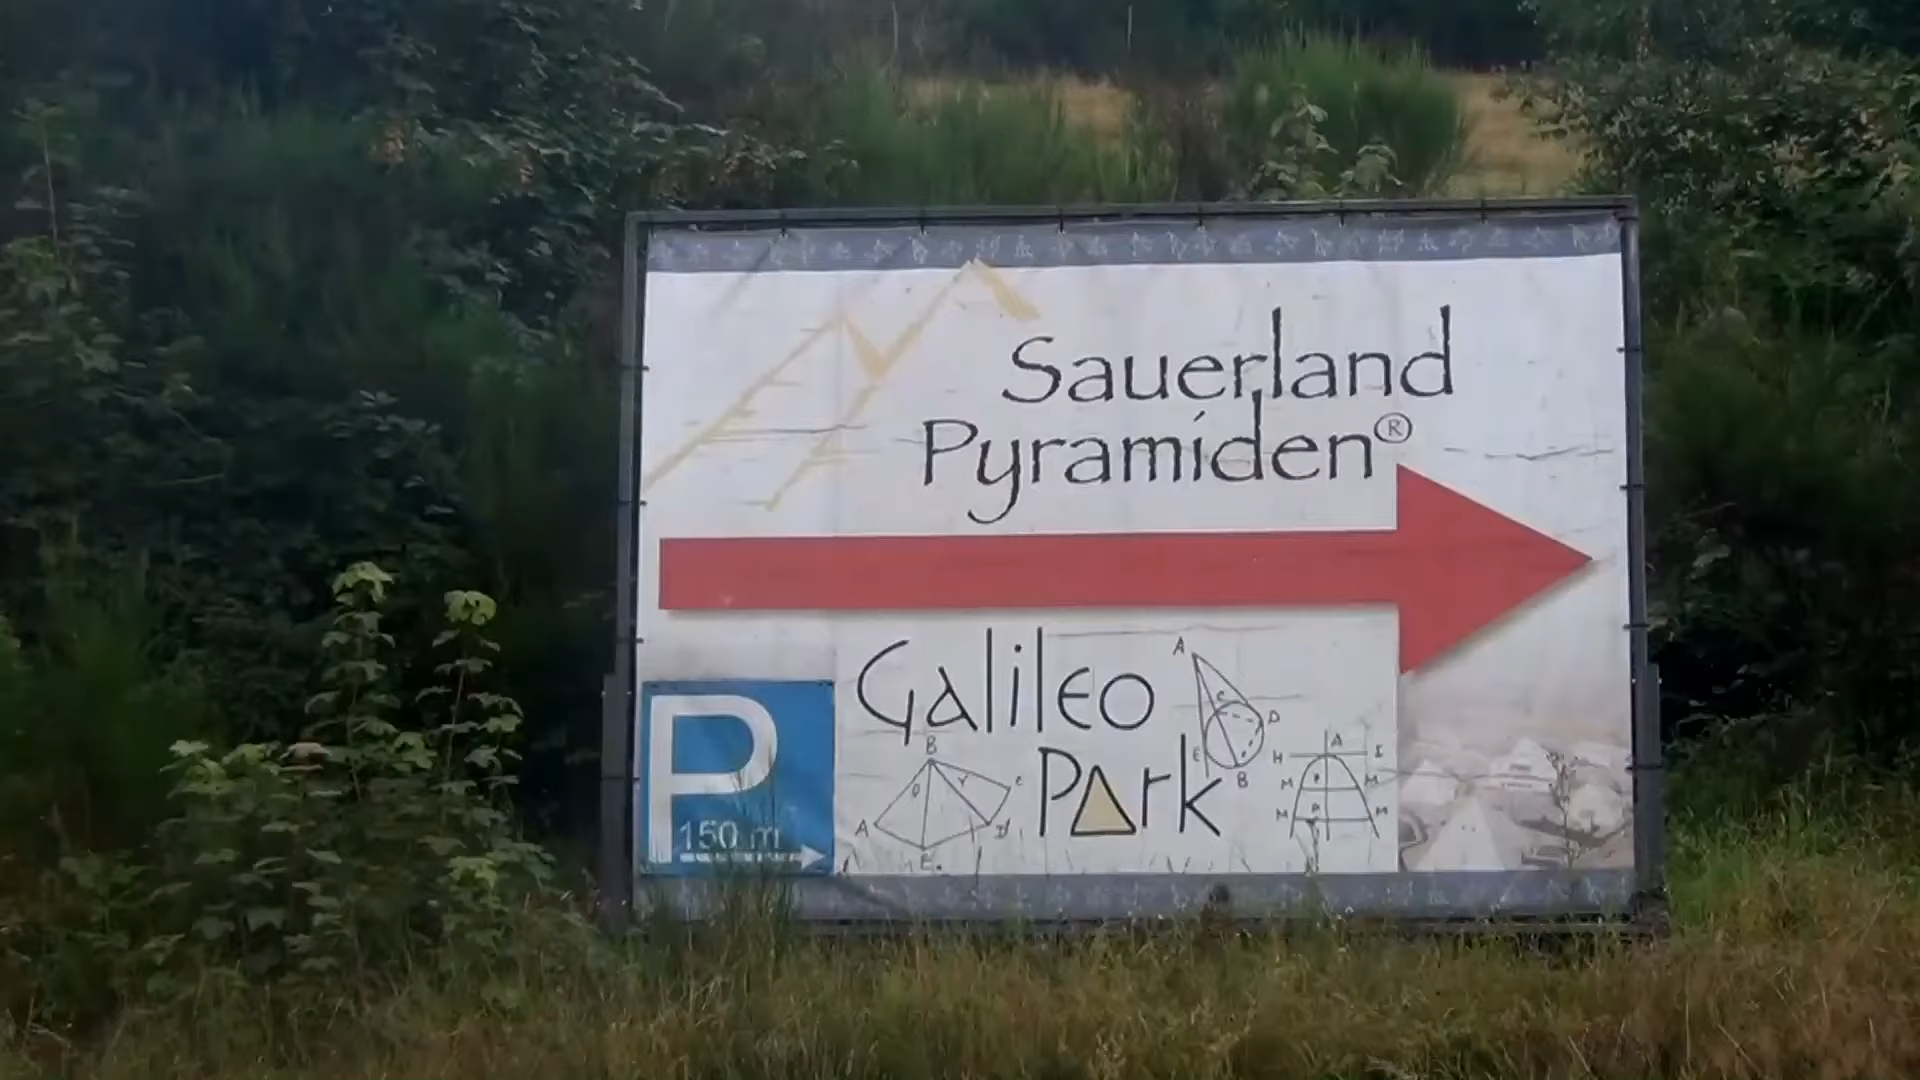 Sauerland
Pyramiden®
Galileo
Park
P
150 m
A
C
D
E
B
B
A
E
D
C
H
A
I
M
M
M
M